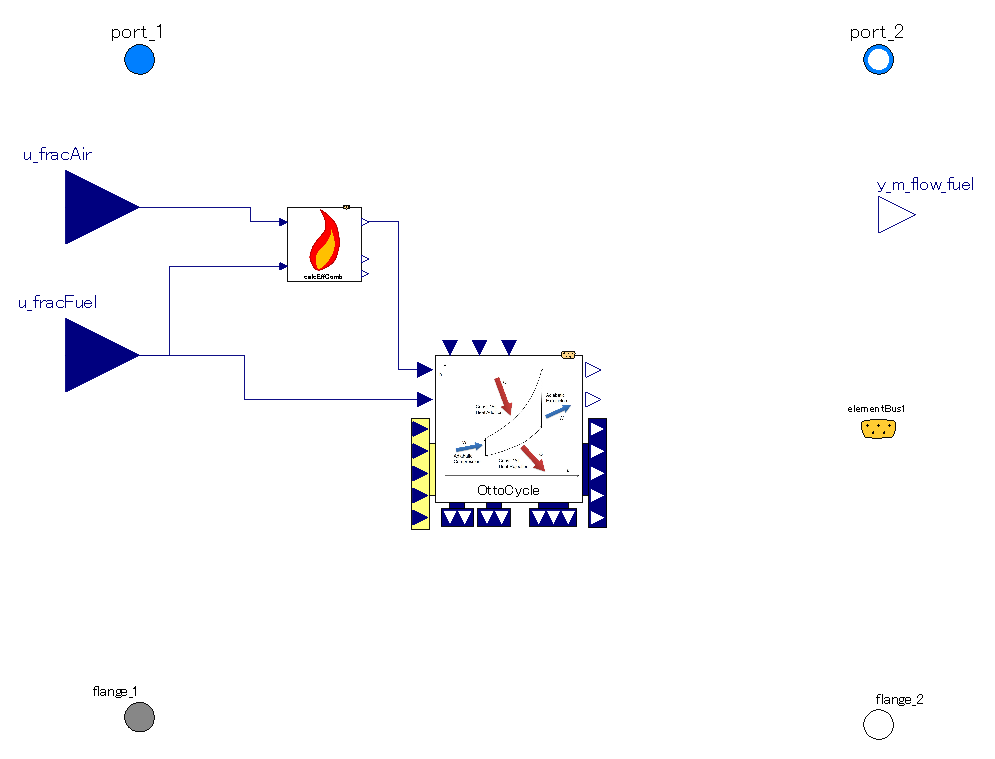 port_1
port_2
u_fracAir
y_m_flow_fuel
calcEffComb
u_fracFuel
elementBus1
OttoCycle
flange_1
flange_2